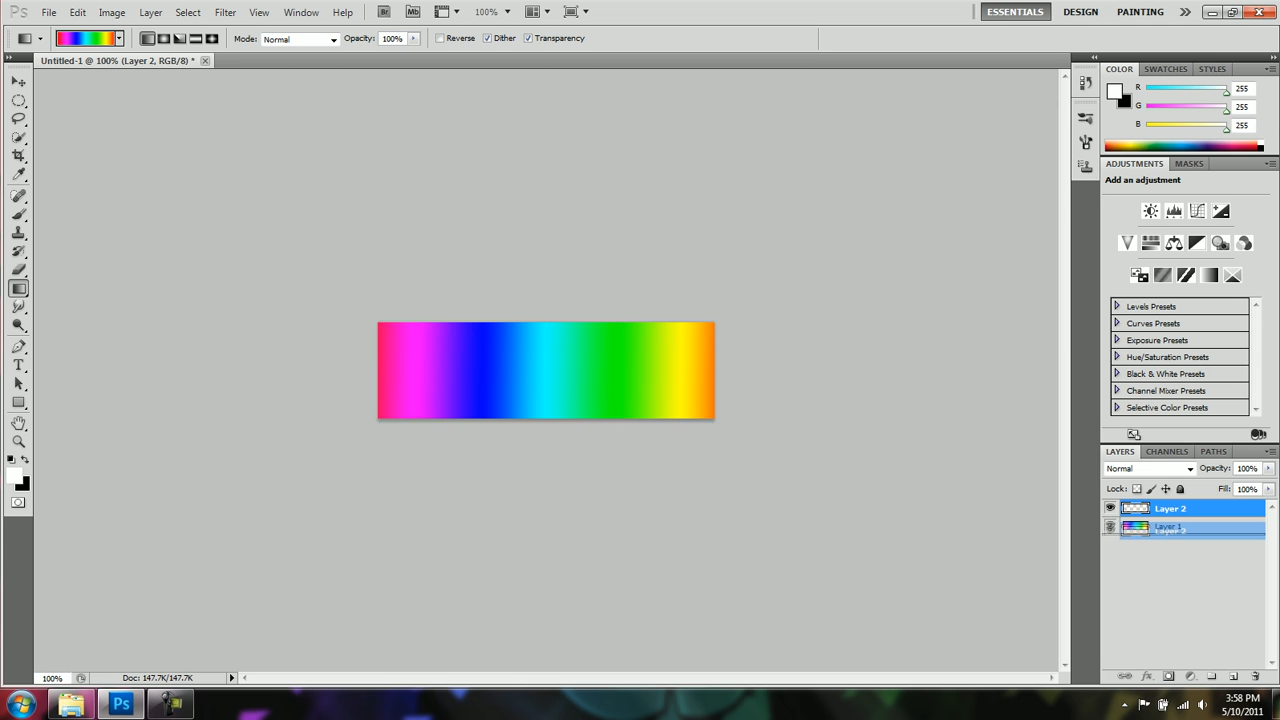 Ps File Edit Image Layer Select Filter View Window Help Br Mb 100% ESSENTIALS DESIGN PAINTING
Mode: Normal Opacity: 100% Reverse Dither Transparency
Untitled-1 @ 100% (Layer 2, RGB/8) *
COLOR SWATCHES STYLES
R 255
G 255
B 255
ADJUSTMENTS MASKS
Add an adjustment
Levels Presets
Curves Presets
Exposure Presets
Hue/Saturation Presets
Black & White Presets
Channel Mixer Presets
Selective Color Presets
LAYERS CHANNELS PATHS
Normal Opacity: 100%
Lock: Fill: 100%
Layer 2
Layer 1
Layer 2
100% Doc: 147.7K/147.7K
Ps
3:58 PM
5/10/2011